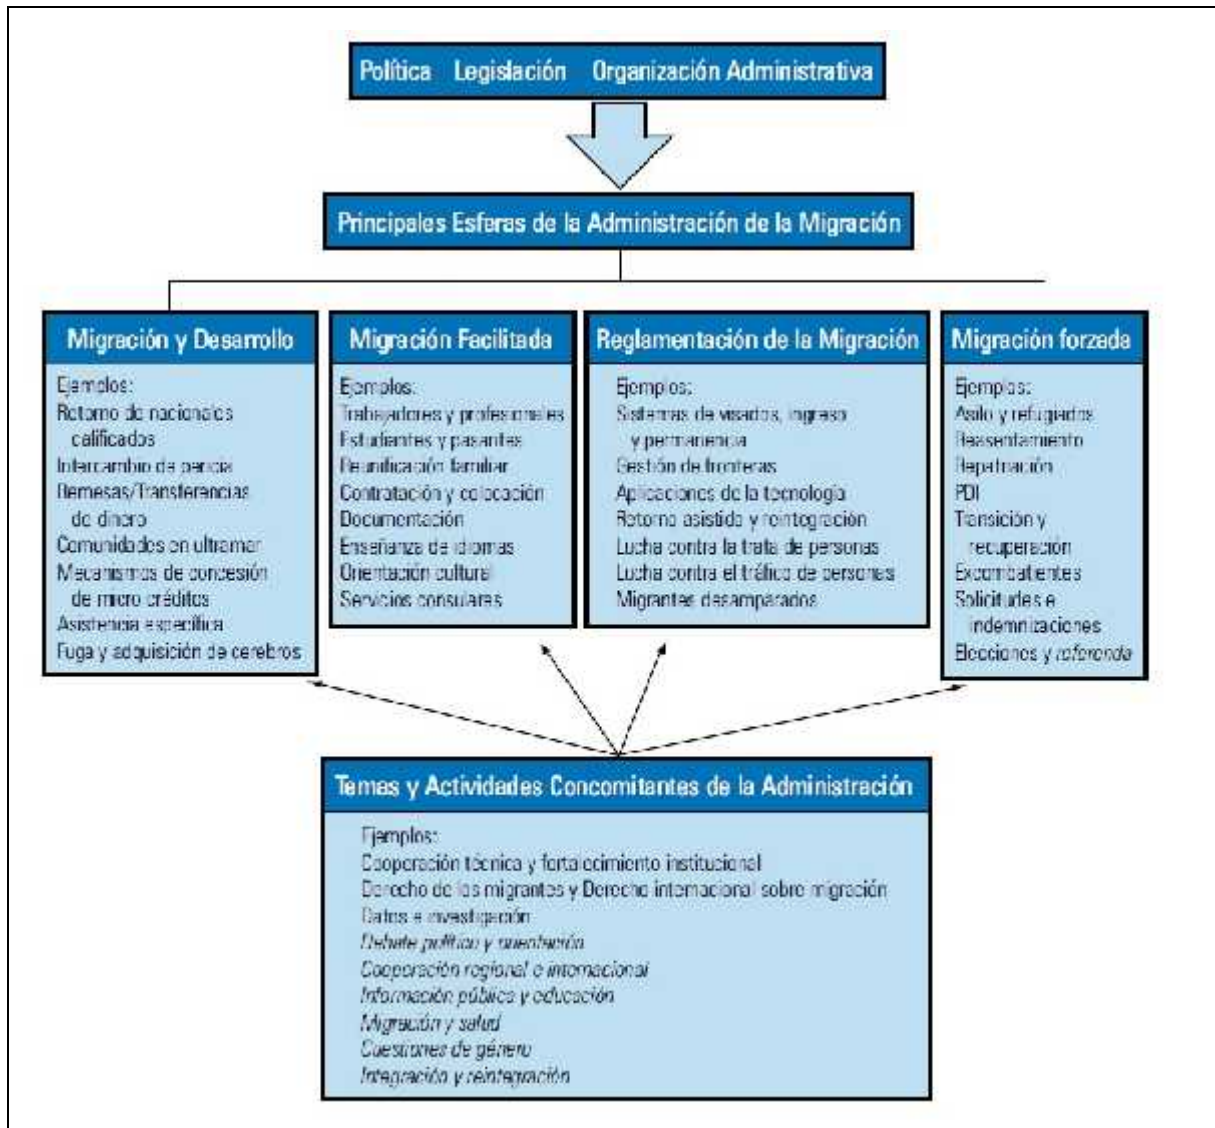 Política Legislación Organización Administrativa
Principales Esferas de la Administración de la Migración
Migración y Desarrollo
Ejemplos:
Retorno de nacionales
calificados
Intercambio de pericia
Remesas/Transferencias
de dinero
Comunidades en ultramar
Mecanismos de concesión
de micro créditos
Asistencia específica
Fuga y adquisición de cerebros
Migración Facilitada
Ejemplos:
Trabajadores y profesionales
Estudiantes y pasantes
Reunificación familiar
Contratación y colocación
Documentación
Enseñanza de idiomas
Orientación cultural
Servicios consulares
Reglamentación de la Migración
Ejemplos:
Sistemas de visados, ingreso
y permanencia
Gestión de fronteras
Aplicaciones de la tecnología
Retorno asistido y reintegración
Lucha contra la trata de personas
Lucha contra el tráfico de personas
Migrantes desamparados
Migración forzada
Ejemplos:
Asilo y refugiados
Reasentamiento
Repatriación
PDI
Transición y
recuperación
Excombatientes
Solicitudes e
indemnizaciones
Elecciones y referenda
Temas y Actividades Concomitantes de la Administración
Ejemplos:
Cooperación técnica y fortalecimiento institucional
Derecho de los migrantes y Derecho internacional sobre migración
Datos e investigación
Debate político y orientación
Cooperación regional e internacional
Información pública y educación
Migración y salud
Cuestiones de género
Integración y reintegración